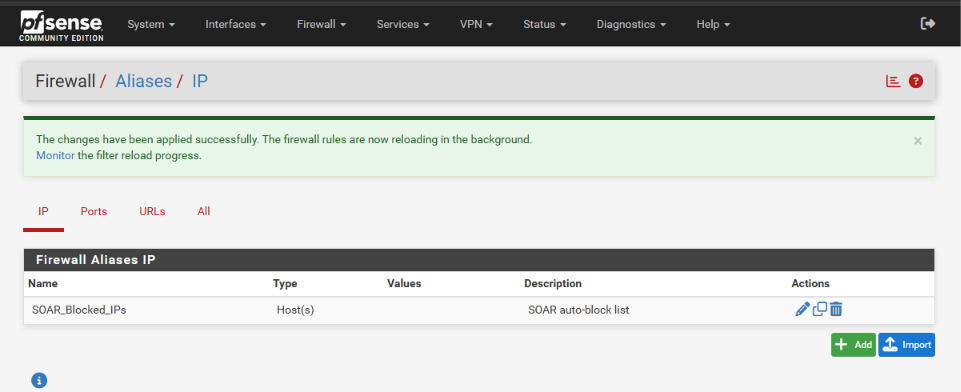 pfsense
COMMUNITY EDITION
System Interfaces Firewall Services VPN Status Diagnostics Help
Firewall / Aliases / IP
The changes have been applied successfully. The firewall rules are now reloading in the background.
Monitor the filter reload progress.
×
IP Ports URLs All
Firewall Aliases IP
Name Type Values Description Actions
SOAR_Blocked_IPs Host(s) SOAR auto-block list
Add Import